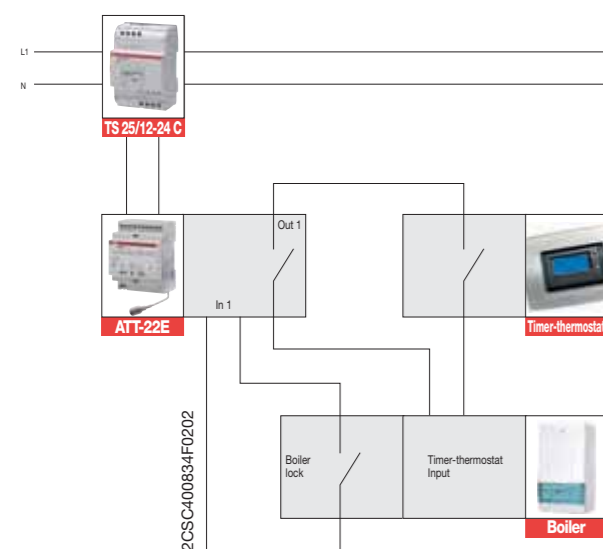 L1
N
TS 25/12-24 C
Out 1
In 1
ATT-22E
Timer-thermostat
2CSC400834F0202
Boiler
lock
Timer-thermostat
Input
Boiler